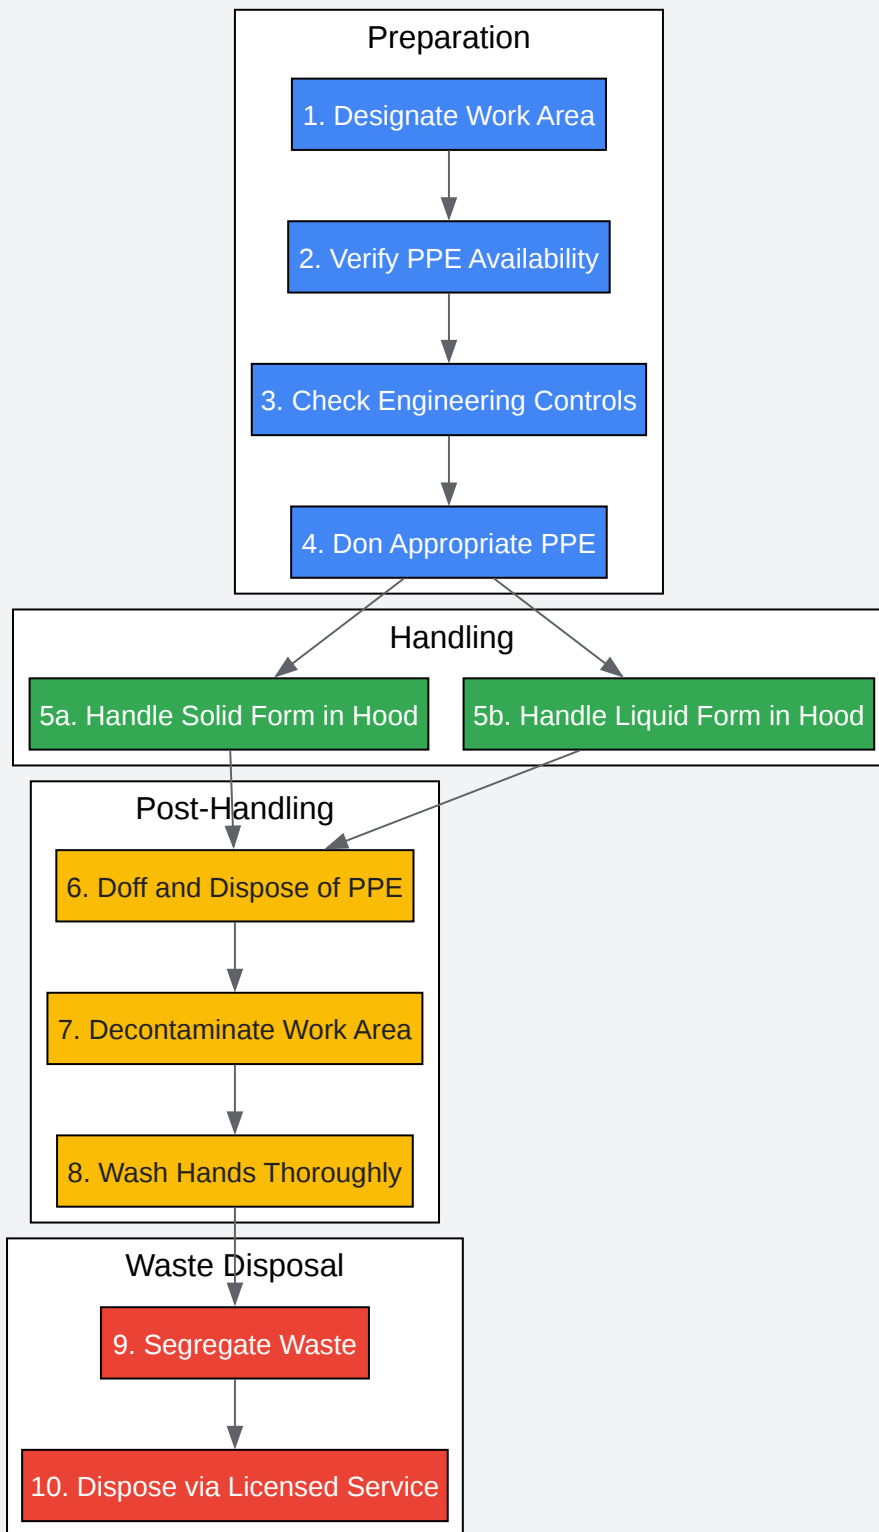 Preparation
1. Designate Work Area
2. Verify PPE Availability
3. Check Engineering Controls
4. Don Appropriate PPE
Handling
5a. Handle Solid Form in Hood
5b. Handle Liquid Form in Hood
Post-Handling
6. Doff and Dispose of PPE
7. Decontaminate Work Area
8. Wash Hands Thoroughly
Waste Disposal
9. Segregate Waste
10. Dispose via Licensed Service